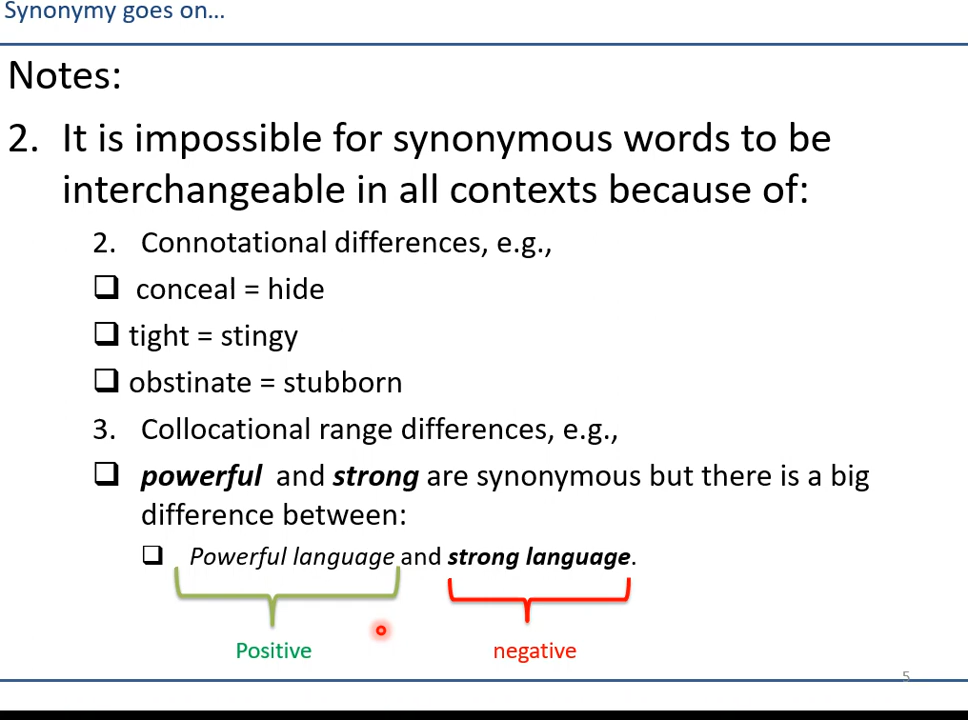 Synonymy goes on...
Notes:
2. It is impossible for synonymous words to be
interchangeable in all contexts because of:
2. Connotational differences, e.g.,
❑ conceal = hide
❑ tight = stingy
❑ obstinate = stubborn
3. Collocational range differences, e.g.,
❑ powerful and strong are synonymous but there is a big
difference between:
❑ Powerful language and strong language.
Positive negative
5